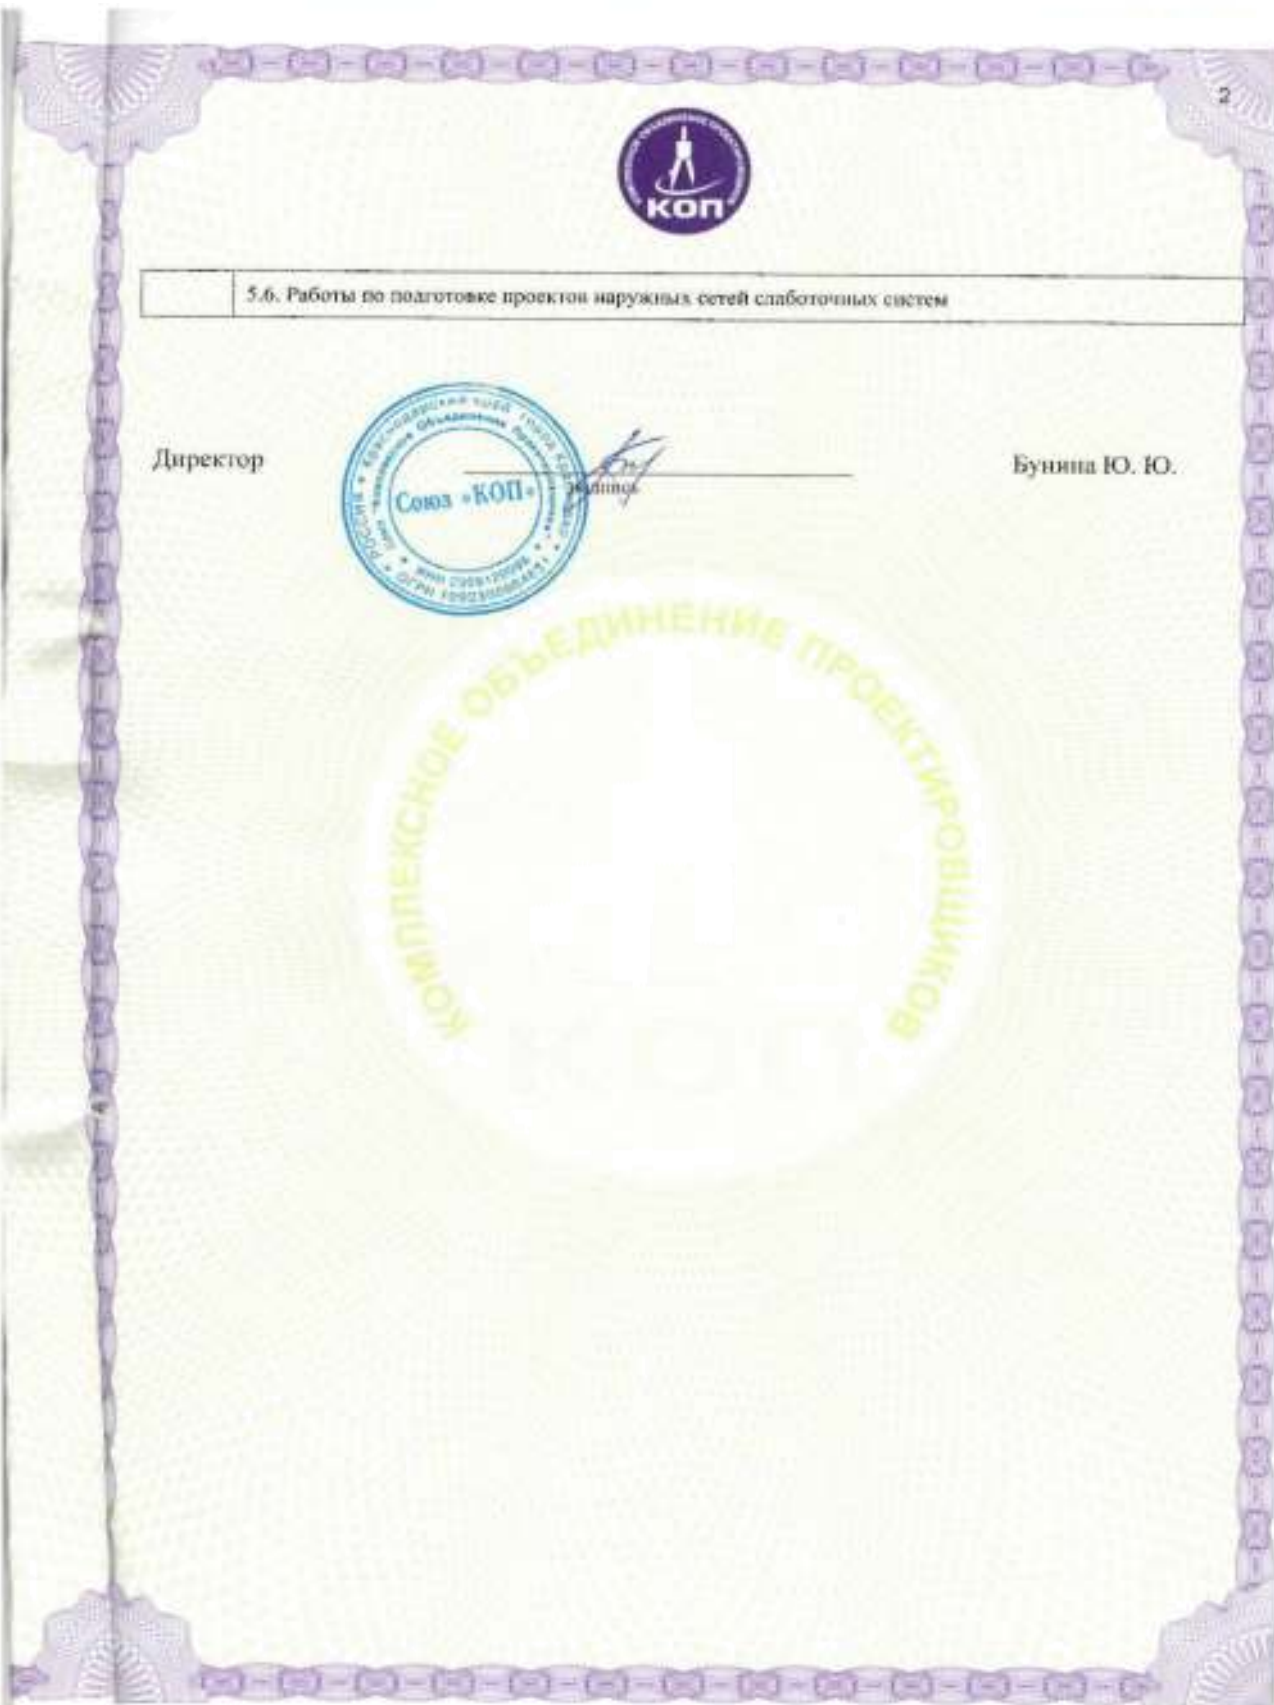 2
КОП
5.6. Работы по подготовке проектов наружных сетей слаботочных систем
Директор
Союз «КОП»
подпись
Бунина Ю. Ю.
КОМПЛЕКСНОЕ ОБЪЕДИНЕНИЕ ПРОЕКТИРОВЩИКОВ
КОП